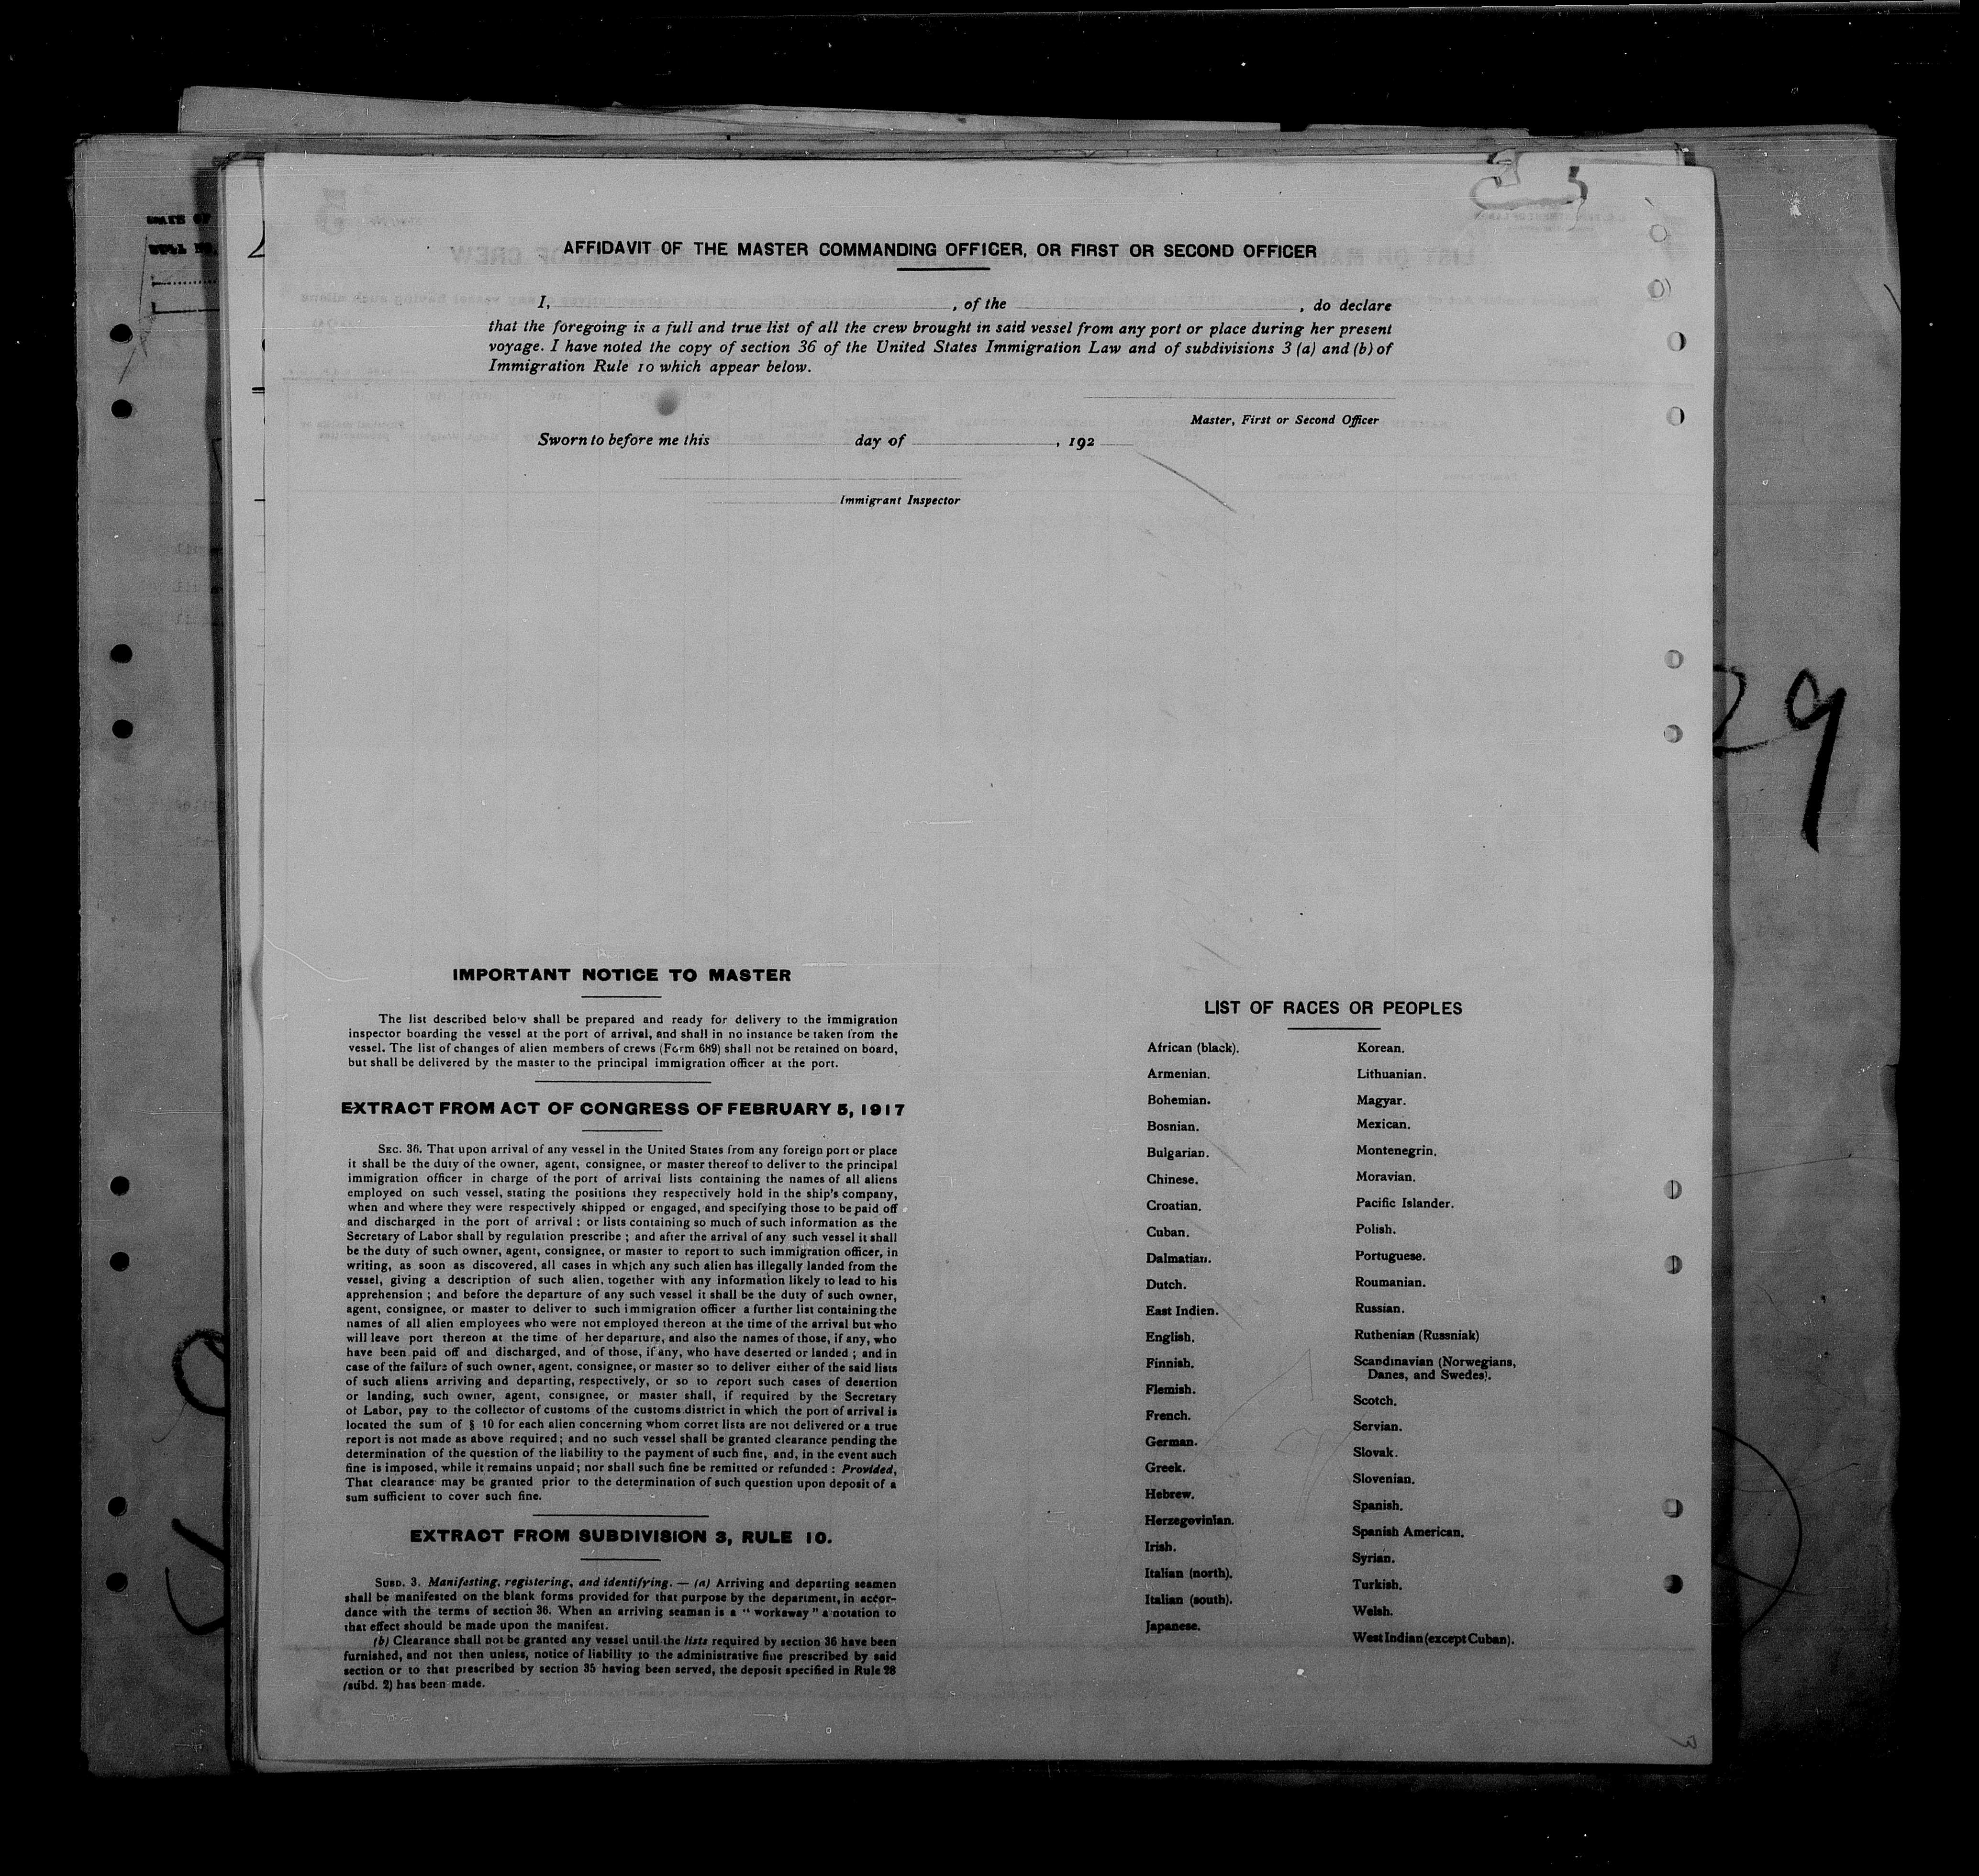 AFFIDAVIT OF THE MASTER COMMANDING OFFICER, OR FIRST OR SECOND OFFICER
I, , of the , do declare
that the foregoing is a full and true list of all the crew brought in said vessel from any port or place during her present
voyage. I have noted the copy of section 36 of the United States Immigration Law and of subdivisions 3 (a) and (b) of
Immigration Rule 10 which appear below.
Master, First or Second Officer
Sworn to before me this day of , 192
Immigrant Inspector
29
IMPORTANT NOTICE TO MASTER
The list described below shall be prepared and ready for delivery to the immigration
inspector boarding the vessel at the port of arrival, and shall in no instance be taken from the
vessel. The list of changes of alien members of crews (Form 689) shall not be retained on board,
but shall be delivered by the master to the principal immigration officer at the port.
EXTRACT FROM ACT OF CONGRESS OF FEBRUARY 5, 1917
SEC. 36. That upon arrival of any vessel in the United States from any foreign port or place
it shall be the duty of the owner, agent, consignee, or master thereof to deliver to the principal
immigration officer in charge of the port of arrival lists containing the names of all aliens
employed on such vessel, stating the positions they respectively hold in the ship's company,
when and where they were respectively shipped or engaged, and specifying those to be paid off
and discharged in the port of arrival ; or lists containing so much of such information as the
Secretary of Labor shall by regulation prescribe ; and after the arrival of any such vessel it shall
be the duty of such owner, agent, consignee, or master to report to such immigration officer, in
writing, as soon as discovered, all cases in which any such alien has illegally landed from the
vessel, giving a description of such alien, together with any information likely to lead to his
apprehension ; and before the departure of any such vessel it shall be the duty of such owner,
agent, consignee, or master to deliver to such immigration officer a further list containing the
names of all alien employees who were not employed thereon at the time of the arrival but who
will leave port thereon at the time of her departure, and also the names of those, if any, who
have been paid off and discharged, and of those, if any, who have deserted or landed ; and in
case of the failure of such owner, agent, consignee, or master so to deliver either of the said lists
of such aliens arriving and departing, respectively, or so to report such cases of desertion
or landing, such owner, agent, consignee, or master shall, if required by the Secretary
of Labor, pay to the collector of customs of the customs district in which the port of arrival is
located the sum of § 10 for each alien concerning whom corret lists are not delivered or a true
report is not made as above required ; and no such vessel shall be granted clearance pending the
determination of the question of the liability to the payment of such fine, and, in the event such
fine is imposed, while it remains unpaid ; nor shall such fine be remitted or refunded : Provided,
That clearance may be granted prior to the determination of such question upon deposit of a
sum sufficient to cover such fine.
EXTRACT FROM SUBDIVISION 3, RULE 10.
SUBD. 3. Manifesting, registering, and identifying. — (a) Arriving and departing seamen
shall be manifested on the blank forms provided for that purpose by the department, in accor-
dance with the terms of section 36. When an arriving seaman is a " workaway " a notation to
that effect should be made upon the manifest.
(b) Clearance shall not be granted any vessel until the lists required by section 36 have been
furnished, and not then unless, notice of liability to the administrative fine prescribed by said
section or to that prescribed by section 35 having been served, the deposit specified in Rule 28
(subd. 2) has been made.
LIST OF RACES OR PEOPLES
African (black).
Armenian.
Bohemian.
Bosnian.
Bulgarian.
Chinese.
Croatian.
Cuban.
Dalmatian.
Dutch.
East Indien.
English.
Finnish.
Flemish.
French.
German.
Greek.
Hebrew.
Herzegovinian.
Irish.
Italian (north).
Italian (south).
Japanese.
Korean.
Lithuanian.
Magyar.
Mexican.
Montenegrin.
Moravian.
Pacific Islander.
Polish.
Portuguese.
Roumanian.
Russian.
Ruthenian (Russniak)
Scandinavian (Norwegians,
Danes, and Swedes).
Scotch.
Servian.
Slovak.
Slovenian.
Spanish.
Spanish American.
Syrian.
Turkish.
Welsh.
West Indian (except Cuban).